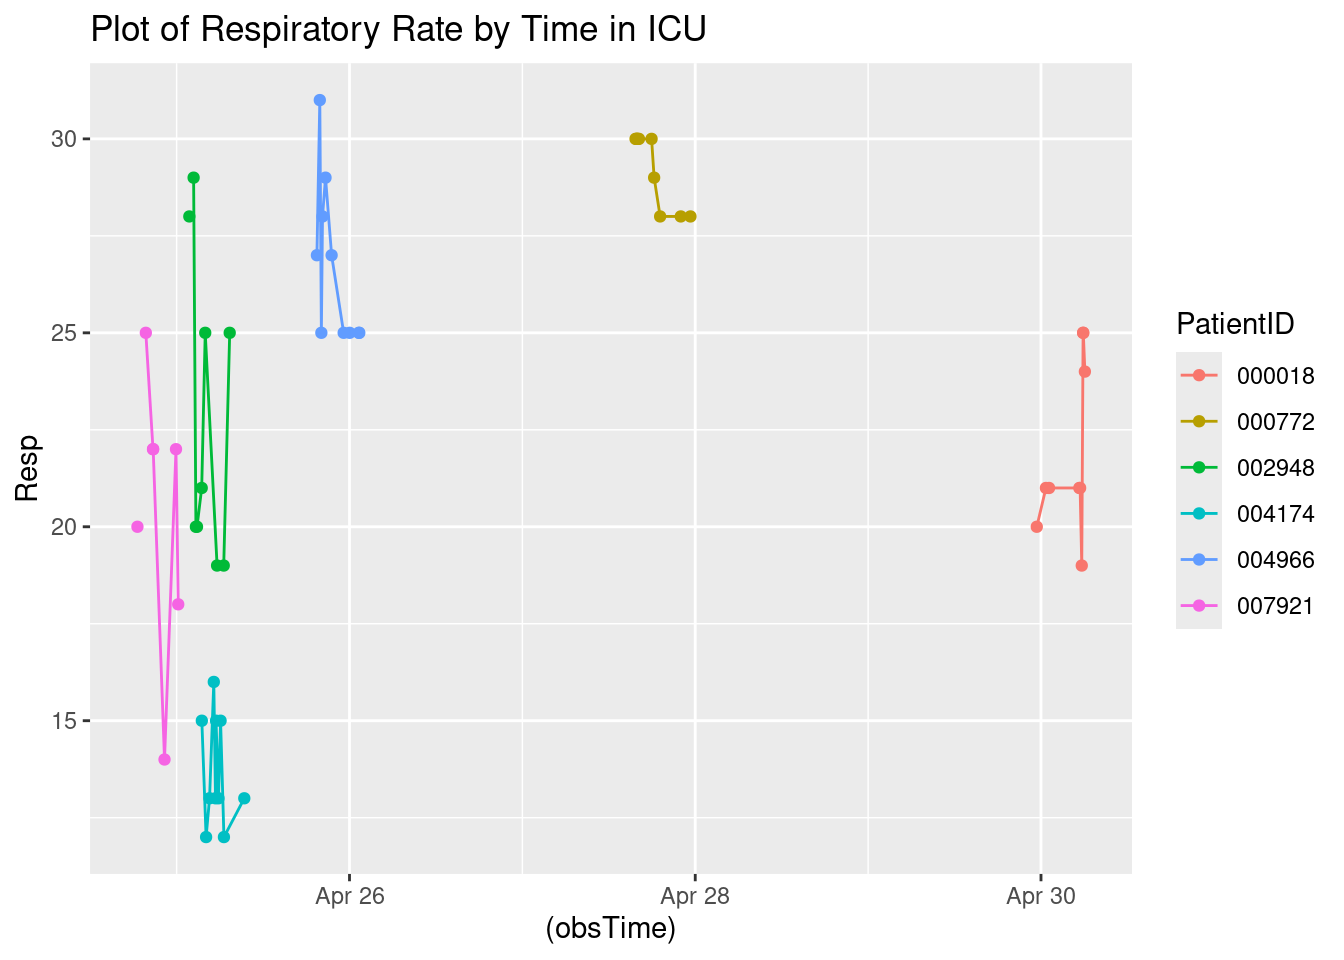 Plot of Respiratory Rate by Time in ICU
Resp
30
25
20
15
Apr 26
Apr 28
Apr 30
(obsTime)
PatientID
000018
000772
002948
004174
004966
007921